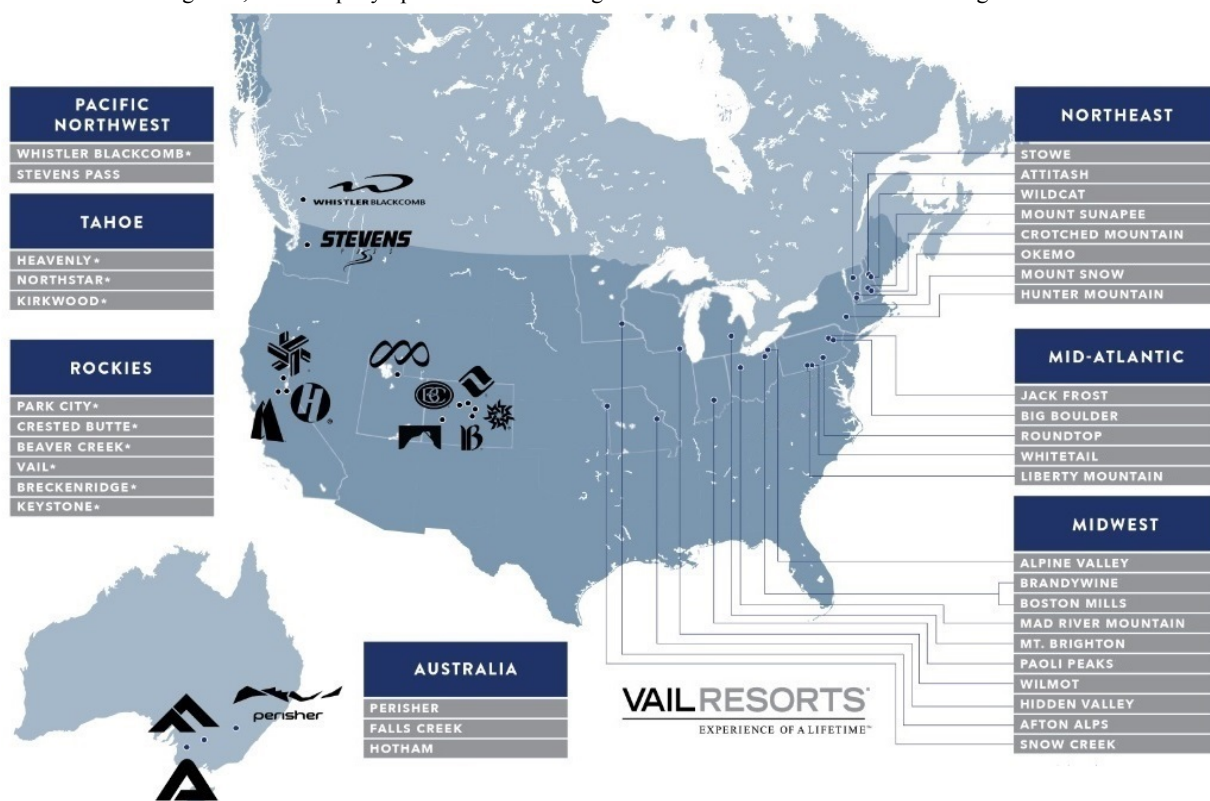 PACIFIC
NORTHWEST
WHISTLER BLACKCOMB*
STEVENS PASS
TAHOE
HEAVENLY*
NORTHSTAR*
KIRKWOOD*
ROCKIES
PARK CITY*
CRESTED BUTTE*
BEAVER CREEK*
VAIL*
BRECKENRIDGE*
KEYSTONE*
WHISTLER BLACKCOMB
STEVENS
H
B
NORTHEAST
STOWE
ATTITASH
WILDCAT
MOUNT SUNAPEE
CROTCHED MOUNTAIN
OKEMO
MOUNT SNOW
HUNTER MOUNTAIN
MID-ATLANTIC
JACK FROST
BIG BOULDER
ROUNDTOP
WHITETAIL
LIBERTY MOUNTAIN
MIDWEST
ALPINE VALLEY
BRANDYWINE
BOSTON MILLS
MAD RIVER MOUNTAIN
MT. BRIGHTON
PAOLI PEAKS
WILMOT
HIDDEN VALLEY
AFTON ALPS
SNOW CREEK
perisher
AUSTRALIA
PERISHER
FALLS CREEK
HOTHAM
VAILRESORTS®
EXPERIENCE OF A LIFETIME™